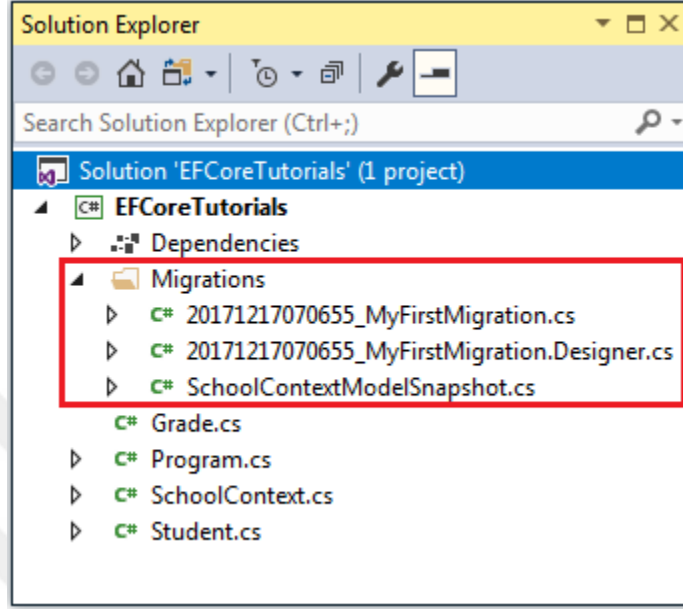 Solution Explorer
Search Solution Explorer (Ctrl+;)
Solution 'EFCoreTutorials' (1 project)
C# EFCoreTutorials
Dependencies
Migrations
C# 20171217070655_MyFirstMigration.cs
C# 20171217070655_MyFirstMigration.Designer.cs
C# SchoolContextModelSnapshot.cs
C# Grade.cs
C# Program.cs
C# SchoolContext.cs
C# Student.cs